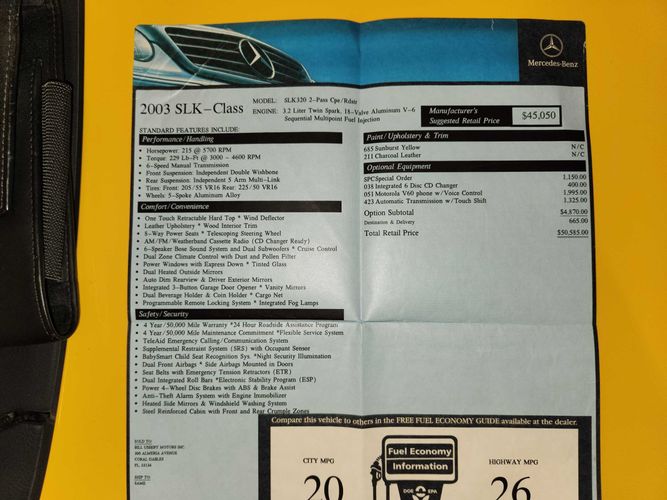 Mercedes-Benz
2003 SLK-Class
MODEL: SLK320 2-Pass Cpe/Rdstr
ENGINE: 3.2 Liter Twin Spark, 18-Valve Aluminum V-6
Sequential Multipoint Fuel Injection
Manufacturer's
Suggested Retail Price
$45,050
STANDARD FEATURES INCLUDE:
Performance/Handling
• Horsepower: 215 @ 5700 RPM
• Torque: 229 Lb-Ft @ 3000 - 4600 RPM
• 6-Speed Manual Transmission
• Front Suspension: Independent Double Wishbone
• Rear Suspension: Independent 5 Arm Multi-Link
• Tires: Front: 205/55 VR16 Rear: 225/50 VR16
• Wheels: 5-Spoke Aluminum Alloy
Comfort/Convenience
• One Touch Retractable Hard Top * Wind Deflector
• Leather Upholstery * Wood Interior Trim
• 8-Way Power Seats * Telescoping Steering Wheel
• AM/FM/Weatherband Cassette Radio (CD Changer Ready)
• 6-Speaker Bose Sound System and Dual Subwoofers * Cruise Control
• Dual Zone Climate Control with Dust and Pollen Filter
• Power Windows with Express Down * Tinted Glass
• Dual Heated Outside Mirrors
• Auto Dim Rearview & Driver Exterior Mirrors
• Integrated 3-Button Garage Door Opener * Vanity Mirrors
• Dual Beverage Holder & Coin Holder * Cargo Net
• Programmable Remote Locking System * Integrated Fog Lamps
Safety/Security
• 4 Year/50,000 Mile Warranty *24 Hour Roadside Assistance Program
• 4 Year/50,000 Mile Maintenance Commitment *Flexible Service System
• TeleAid Emergency Calling/Communication System
• Supplemental Restraint System (SRS) with Occupant Sensor
• BabySmart Child Seat Recognition Sys. *Night Security Illumination
• Dual Front Airbags * Side Airbags Mounted in Doors
• Seat Belts with Emergency Tension Retractors (ETR)
• Dual Integrated Roll Bars *Electronic Stability Program (ESP)
• Power 4-Wheel Disc Brakes with ABS & Brake Assist
• Anti-Theft Alarm System with Engine Immobilizer
• Heated Side Mirrors & Windshield Washing System
• Steel Reinforced Cabin with Front and Rear Crumple Zones
Paint/Upholstery & Trim
685 Sunburst Yellow N/C
211 Charcoal Leather N/C
Optional Equipment
SPCSpecial Order 1,150.00
038 Integrated 6 Disc CD Changer 400.00
051 Motorola V60 phone w/Voice Control 1,995.00
423 Automatic Transmission w/Touch Shift 1,325.00
Option Subtotal $4,870.00
Destination & Delivery 665.00
Total Retail Price $50,585.00
SOLD TO
BILL USSERY MOTORS INC.
300 ALMERIA AVENUE
CORAL GABLES
FL, 33134
SHIP TO
SAME
Compare this vehicle to others in the FREE FUEL ECONOMY GUIDE available at the dealer.
CITY MPG
20
Fuel Economy
Information
DOE EPA
HIGHWAY MPG
26